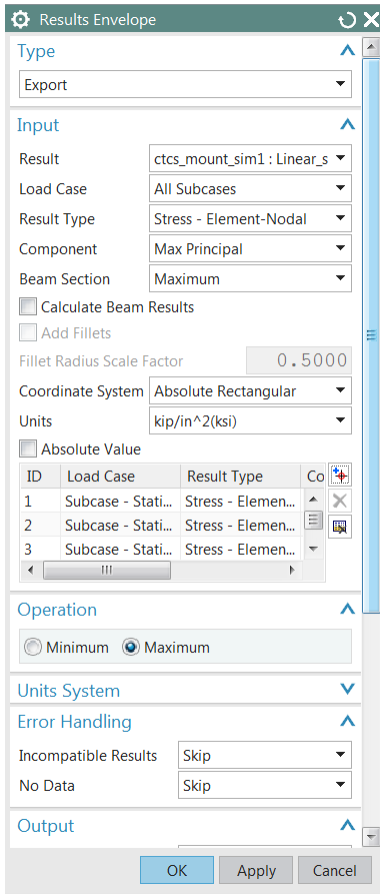 Results Envelope
Type
Export
Input
Result ctcs_mount_sim1 : Linear_s
Load Case All Subcases
Result Type Stress - Element-Nodal
Component Max Principal
Beam Section Maximum
Calculate Beam Results
Add Fillets
Fillet Radius Scale Factor 0.5000
Coordinate System Absolute Rectangular
Units kip/in^2(ksi)
Absolute Value
ID Load Case Result Type Co
1 Subcase - Stati... Stress - Elemen...
2 Subcase - Stati... Stress - Elemen...
3 Subcase - Stati... Stress - Elemen...
Operation
Minimum Maximum
Units System
Error Handling
Incompatible Results Skip
No Data Skip
Output
OK Apply Cancel